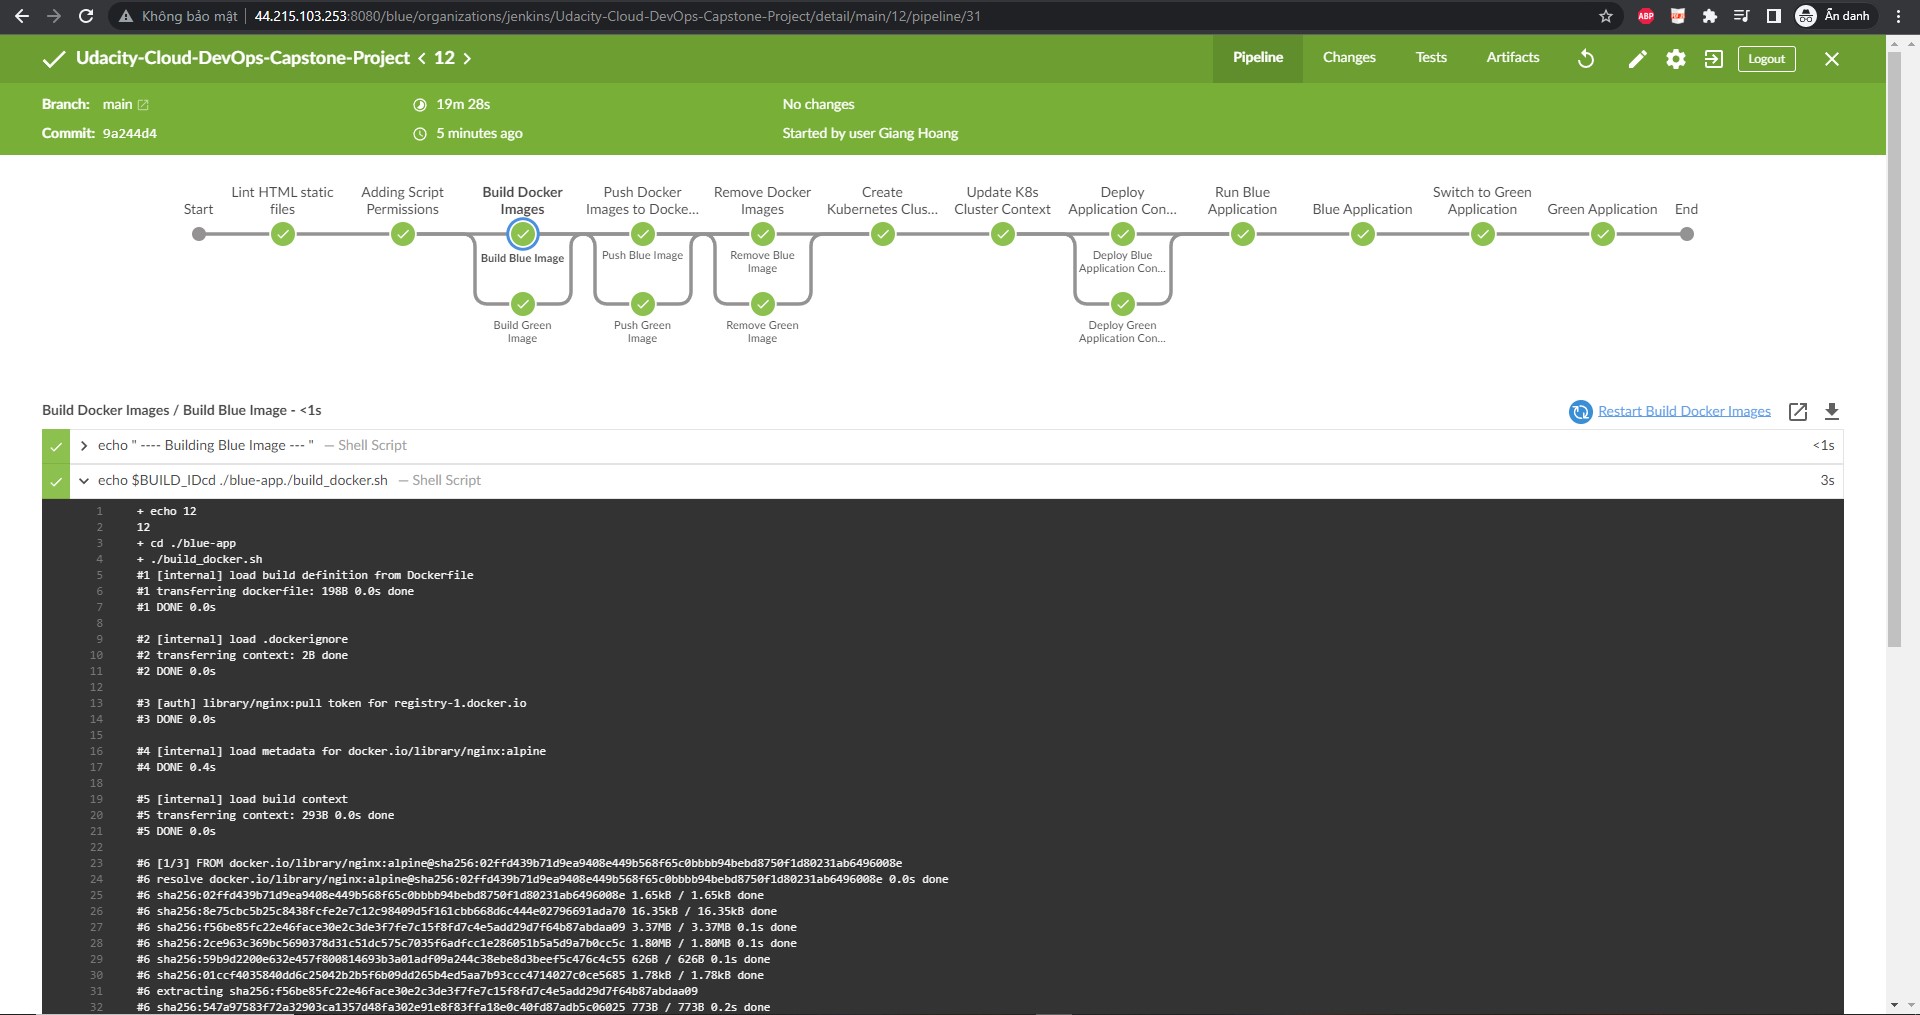 Không bảo mật | 44.215.103.253:8080/blue/organizations/jenkins/Udacity-Cloud-DevOps-Capstone-Project/detail/main/12/pipeline/31
ABP
Ẩn danh
Udacity-Cloud-DevOps-Capstone-Project < 12 >
Pipeline Changes Tests Artifacts Logout
Branch: main 19m 28s No changes
Commit: 9a244d4 5 minutes ago Started by user Giang Hoang
Start
Lint HTML static
files
Adding Script
Permissions
Build Docker
Images
Push Docker
Images to Docke...
Remove Docker
Images
Create
Kubernetes Clus...
Update K8s
Cluster Context
Deploy
Application Con...
Run Blue
Application
Blue Application
Switch to Green
Application
Green Application
End
Build Blue Image
Push Blue Image
Remove Blue
Image
Deploy Blue
Application Con...
Build Green
Image
Push Green
Image
Remove Green
Image
Deploy Green
Application Con...
Build Docker Images / Build Blue Image - <1s
Restart Build Docker Images
echo " ---- Building Blue Image --- " — Shell Script <1s
echo $BUILD_IDcd ./blue-app./build_docker.sh — Shell Script 3s
1 + echo 12
2 12
3 + cd ./blue-app
4 + ./build_docker.sh
5 #1 [internal] load build definition from Dockerfile
6 #1 transferring dockerfile: 198B 0.0s done
7 #1 DONE 0.0s
8
9 #2 [internal] load .dockerignore
10 #2 transferring context: 2B done
11 #2 DONE 0.0s
12
13 #3 [auth] library/nginx:pull token for registry-1.docker.io
14 #3 DONE 0.0s
15
16 #4 [internal] load metadata for docker.io/library/nginx:alpine
17 #4 DONE 0.4s
18
19 #5 [internal] load build context
20 #5 transferring context: 293B 0.0s done
21 #5 DONE 0.0s
22
23 #6 [1/3] FROM docker.io/library/nginx:alpine@sha256:02ffd439b71d9ea9408e449b568f65c0bbbb94bebd8750f1d80231ab6496008e
24 #6 resolve docker.io/library/nginx:alpine@sha256:02ffd439b71d9ea9408e449b568f65c0bbbb94bebd8750f1d80231ab6496008e 0.0s done
25 #6 sha256:02ffd439b71d9ea9408e449b568f65c0bbbb94bebd8750f1d80231ab6496008e 1.65kB / 1.65kB done
26 #6 sha256:8e75cbc5b25c8438fcfe2e7c12c98409d5f161cbb668d6c444e02796691ada70 16.35kB / 16.35kB done
27 #6 sha256:f56be85fc22e46face30e2c3de3f7fe7c15f8fd7c4e5add29d7f64b87abdaa09 3.37MB / 3.37MB 0.1s done
28 #6 sha256:2ce963c369bc5690378d31c51dc575c7035f6adfcc1e286051b5a5d9a7b0cc5c 1.80MB / 1.80MB 0.1s done
29 #6 sha256:59b9d2200e632e457f800814693b3a01adf09a244c38ebe8d3beef5c476c4c55 626B / 626B 0.1s done
30 #6 sha256:01ccf4035840dd6c25042b2b5f6b09dd265b4ed5aa7b93ccc4714027c0ce5685 1.78kB / 1.78kB done
31 #6 extracting sha256:f56be85fc22e46face30e2c3de3f7fe7c15f8fd7c4e5add29d7f64b87abdaa09
32 #6 sha256:547a97583f72a32903ca1357d48fa302e91e8f83ffa18e0c40fd87adb5c06025 773B / 773B 0.2s done